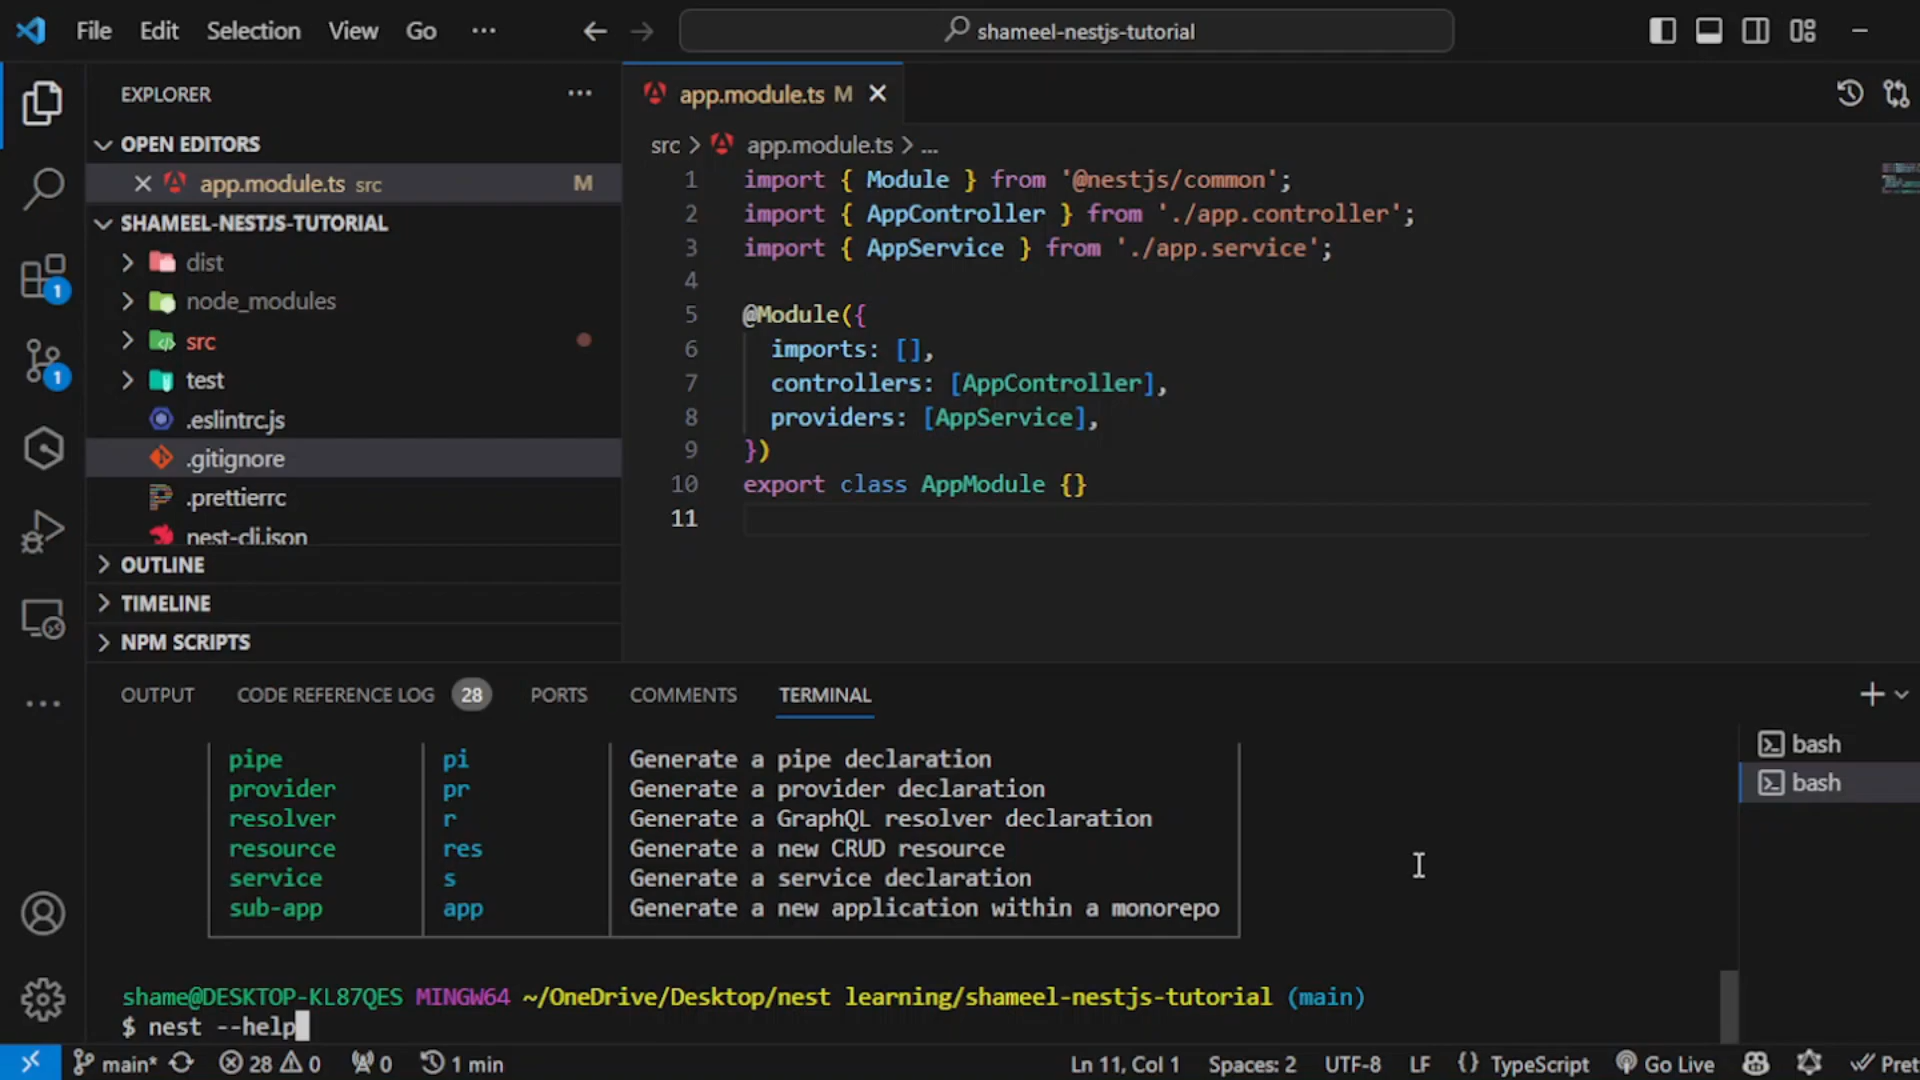 File Edit Selection View Go ...
shameel-nestjs-tutorial
EXPLORER ...
OPEN EDITORS
app.module.ts src M
SHAMEEL-NESTJS-TUTORIAL
dist
node_modules
src
test
.eslintrc.js
.gitignore
.prettierrc
nest-cli.json
OUTLINE
TIMELINE
NPM SCRIPTS
1
1
app.module.ts M
src > app.module.ts > ...
1 import { Module } from '@nestjs/common';
2 import { AppController } from './app.controller';
3 import { AppService } from './app.service';
4
5 @Module({
6 imports: [],
7 controllers: [AppController],
8 providers: [AppService],
9 })
10 export class AppModule {}
11
OUTPUT CODE REFERENCE LOG 28 PORTS COMMENTS TERMINAL
pipe pi Generate a pipe declaration
provider pr Generate a provider declaration
resolver r Generate a GraphQL resolver declaration
resource res Generate a new CRUD resource
service s Generate a service declaration
sub-app app Generate a new application within a monorepo
shame@DESKTOP-KL87QES MINGW64 ~/OneDrive/Desktop/nest learning/shameel-nestjs-tutorial (main)
$ nest --help
bash
bash
main* 28 0 0 1 min Ln 11, Col 1 Spaces: 2 UTF-8 LF {} TypeScript Go Live Pret